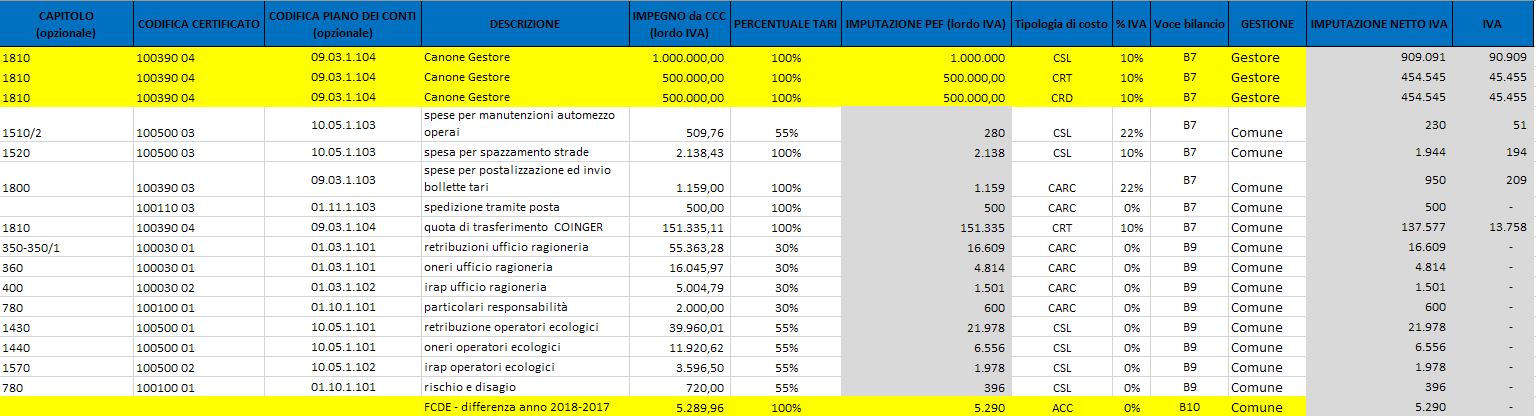 CAPITOLO (opzionale) CODIFICA CERTIFICATO CODIFICA PIANO DEI CONTI (opzionale) DESCRIZIONE IMPEGNO da CCC (lordo IVA) PERCENTUALE TARI IMPUTAZIONE PEF (lordo IVA) Tipologia di costo % IVA Voce bilancio GESTIONE IMPUTAZIONE NETTO IVA IVA
1810 100390 04 09.03.1.104 Canone Gestore 1.000.000,00 100% 1.000.000 CSL 10% B7 Gestore 909.091 90.909
1810 100390 04 09.03.1.104 Canone Gestore 500.000,00 100% 500.000,00 CRT 10% B7 Gestore 454.545 45.455
1810 100390 04 09.03.1.104 Canone Gestore 500.000,00 100% 500.000,00 CRD 10% B7 Gestore 454.545 45.455
1510/2 100500 03 10.05.1.103 spese per manutenzioni automezzo operai 509,76 55% 280 CSL 22% B7 Comune 230 51
1520 100500 03 10.05.1.103 spesa per spazzamento strade 2.138,43 100% 2.138 CSL 10% B7 Comune 1.944 194
1800 100390 03 09.03.1.103 spese per postalizzazione ed invio bollette tari 1.159,00 100% 1.159 CARC 22% B7 Comune 950 209
100110 03 01.11.1.103 spedizione tramite posta 500,00 100% 500 CARC 0% B7 Comune 500 -
1810 100390 04 09.03.1.104 quota di trasferimento COINGER 151.335,11 100% 151.335 CRT 10% B7 Comune 137.577 13.758
350-350/1 100030 01 01.03.1.101 retribuzioni ufficio ragioneria 55.363,28 30% 16.609 CARC 0% B9 Comune 16.609 -
360 100030 01 01.03.1.101 oneri ufficio ragioneria 16.045,97 30% 4.814 CARC 0% B9 Comune 4.814 -
400 100030 02 01.03.1.102 irap ufficio ragioneria 5.004,79 30% 1.501 CARC 0% B9 Comune 1.501 -
780 100100 01 01.10.1.101 particolari responsabilità 2.000,00 30% 600 CARC 0% B9 Comune 600 -
1430 100500 01 10.05.1.101 retribuzione operatori ecologici 39.960,01 55% 21.978 CSL 0% B9 Comune 21.978 -
1440 100500 01 10.05.1.101 oneri operatori ecologici 11.920,62 55% 6.556 CSL 0% B9 Comune 6.556 -
1570 100500 02 10.05.1.102 irap operatori ecologici 3.596,50 55% 1.978 CSL 0% B9 Comune 1.978 -
780 100100 01 01.10.1.101 rischio e disagio 720,00 55% 396 CSL 0% B9 Comune 396 -
FCDE - differenza anno 2018-2017 5.289,96 100% 5.290 ACC 0% B10 Comune 5.290 -